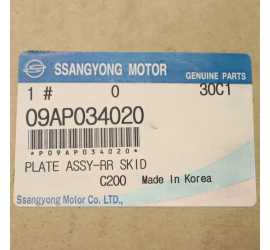 SSANGYONG MOTOR
GENUINE PARTS
1 # 0 30C1
09AP034020
*P09AP034020*
PLATE ASSY-RR SKID
C200 Made In Korea
Ssangyong Motor Co. LTD.,